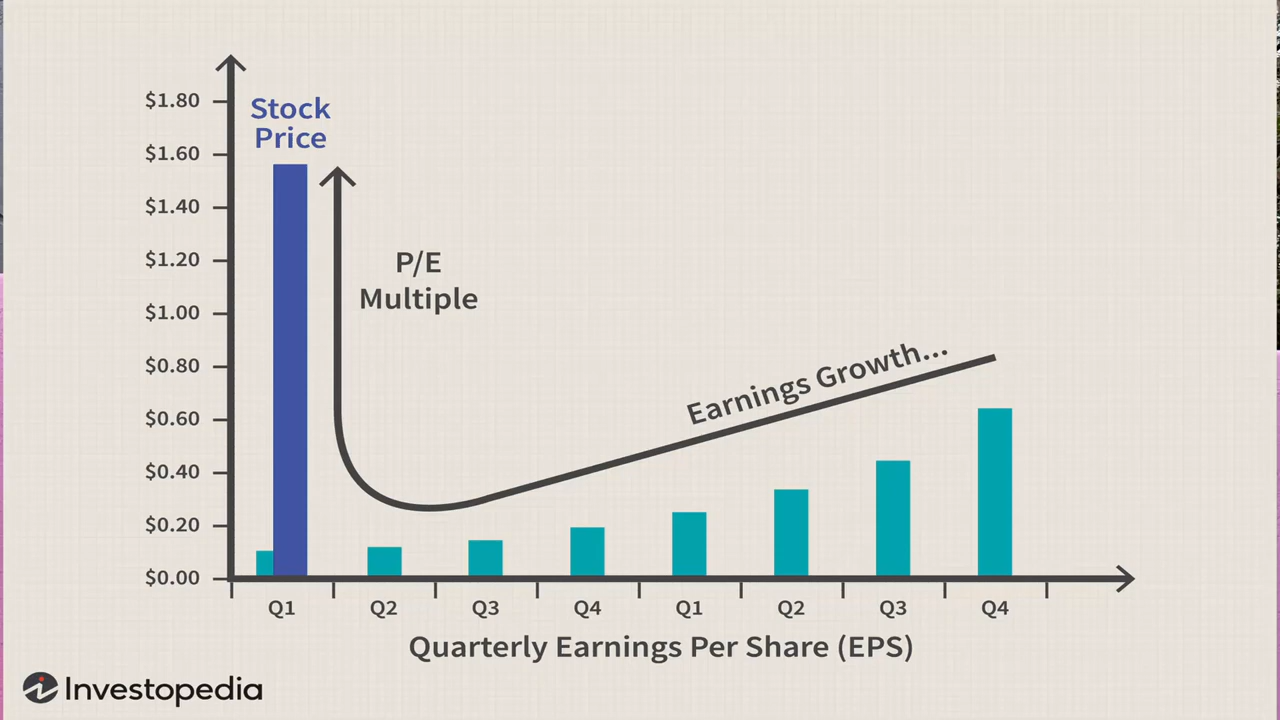 $1.80
Stock
Price
$1.60
$1.40
$1.20
P/E
Multiple
$1.00
$0.80
Earnings Growth...
$0.60
$0.40
$0.20
$0.00
Q1 Q2 Q3 Q4 Q1 Q2 Q3 Q4
Quarterly Earnings Per Share (EPS)
Investopedia